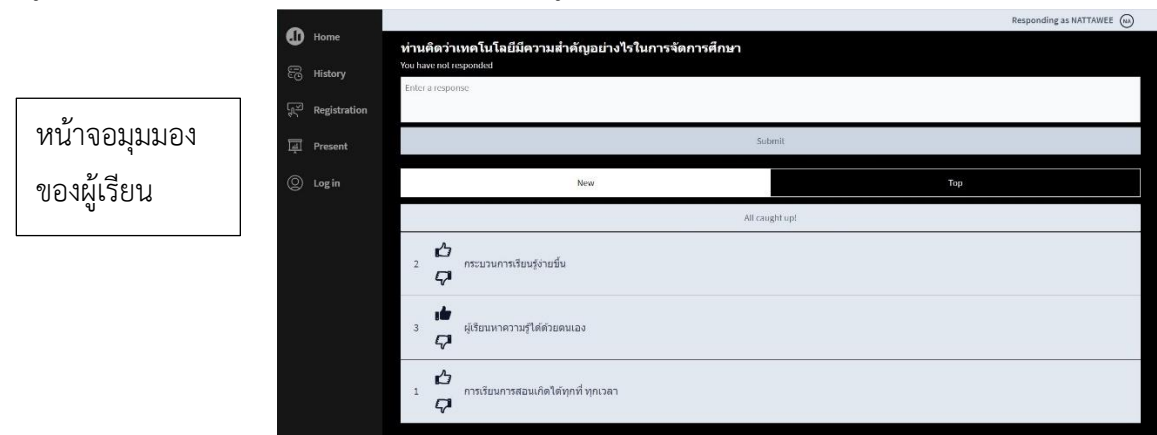 หน้าจอมุมมอง
ของผู้เรียน
Home
History
Registration
Present
Log in
Responding as NATTAWEE NA
ท่านคิดว่าเทคโนโลยีมีความสำคัญอย่างไรในการจัดการศึกษา
You have not responded
Enter a response
Submit
New
Top
All caught up!
2
กระบวนการเรียนรู้ง่ายขึ้น
3
ผู้เรียนหาความรู้ได้ด้วยตนเอง
1
การเรียนการสอนเกิดได้ทุกที่ ทุกเวลา